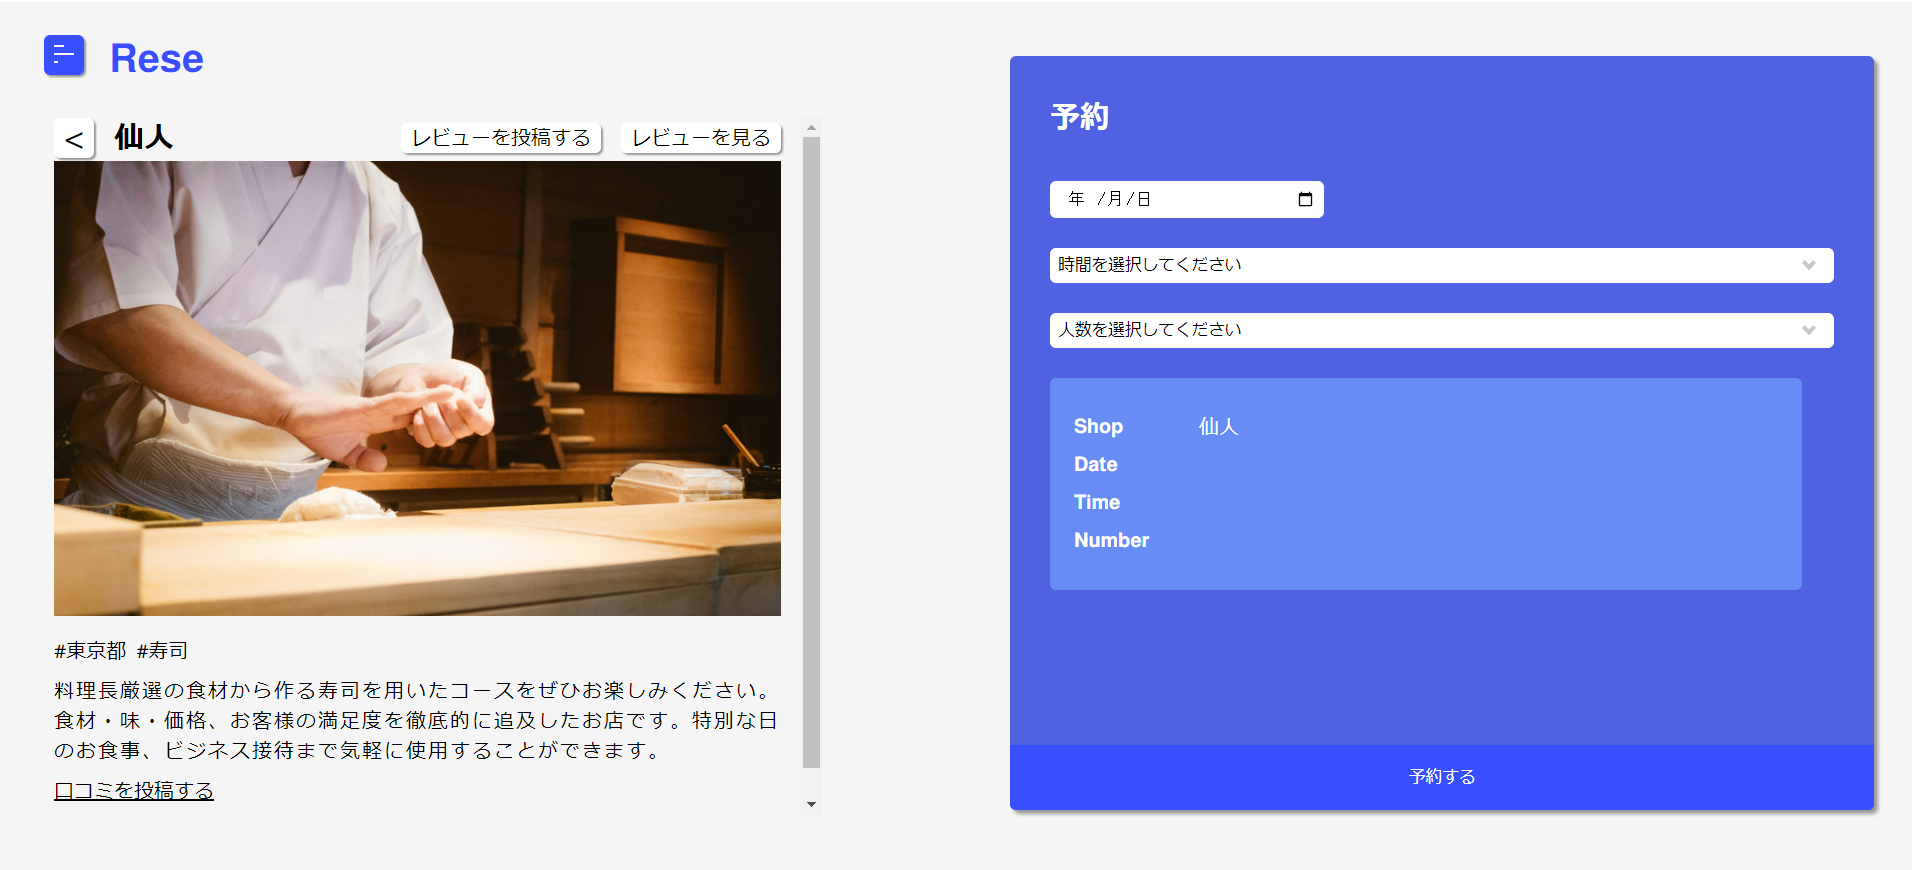 Rese
< 仙人 レビューを投稿する レビューを見る
#東京都 #寿司
料理長厳選の食材から作る寿司を用いたコースをぜひお楽しみください。
食材・味・価格、お客様の満足度を徹底的に追及したお店です。特別な日
のお食事、ビジネス接待まで気軽に使用することができます。
口コミを投稿する
予約
年 /月/日
時間を選択してください
人数を選択してください
Shop 仙人
Date
Time
Number
予約する